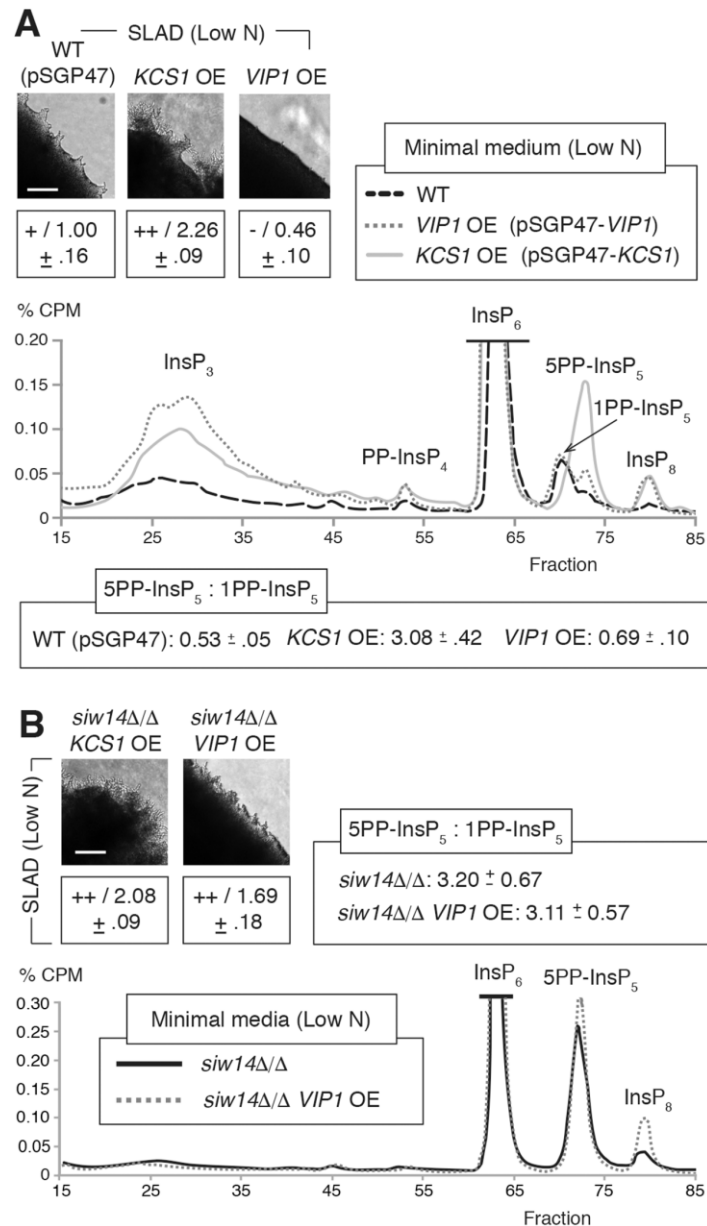 A
SLAD (Low N)
WT
(pSGP47)
KCS1 OE
VIP1 OE
+ / 1.00
± .16
++ / 2.26
± .09
- / 0.46
± .10
Minimal medium (Low N)
WT
VIP1 OE (pSGP47-VIP1)
KCS1 OE (pSGP47-KCS1)
% CPM
0.20
0.15
0.10
0.05
0
InsP₃
PP-InsP₄
InsP₆
5PP-InsP₅
1PP-InsP₅
InsP₈
15 25 35 45 55 65 75 85
Fraction
5PP-InsP₅ : 1PP-InsP₅
WT (pSGP47): 0.53 ± .05 KCS1 OE: 3.08 ± .42 VIP1 OE: 0.69 ± .10
B
siw14Δ/Δ
KCS1 OE
siw14Δ/Δ
VIP1 OE
SLAD (Low N)
++ / 2.08
± .09
++ / 1.69
± .18
5PP-InsP₅ : 1PP-InsP₅
siw14Δ/Δ: 3.20 ± 0.67
siw14Δ/Δ VIP1 OE: 3.11 ± 0.57
% CPM
0.30
0.25
0.20
0.15
0.10
0.05
0
InsP₆
5PP-InsP₅
InsP₈
Minimal media (Low N)
siw14Δ/Δ
siw14Δ/Δ VIP1 OE
15 25 35 45 55 65 75 85
Fraction